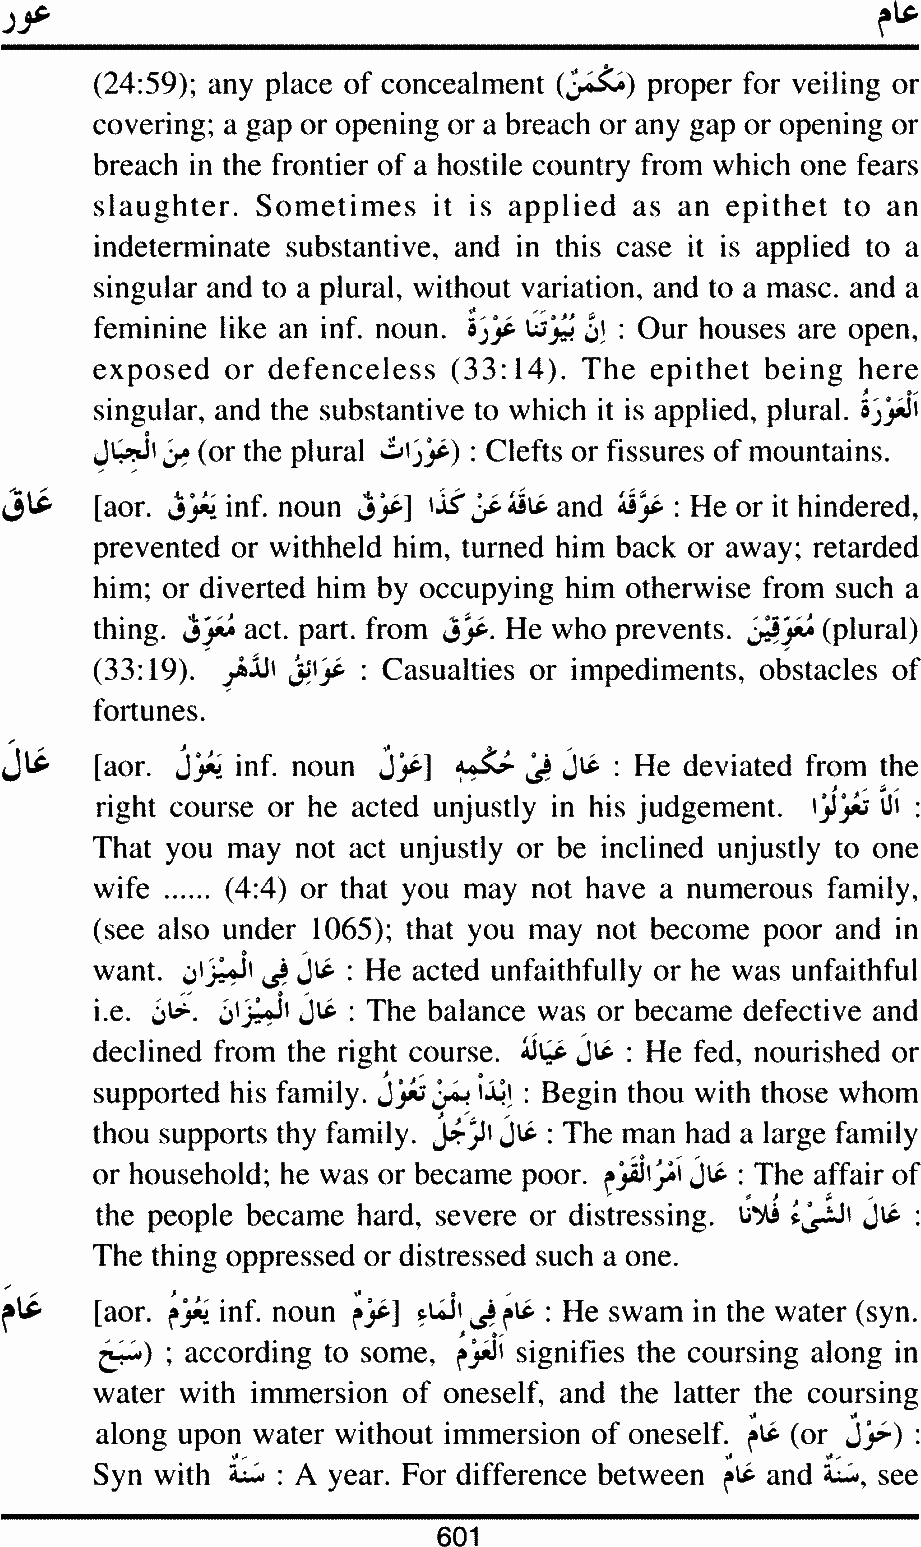 عور عام
(24:59); any place of concealment (مَكْمَنٌ) proper for veiling or
covering; a gap or opening or a breach or any gap or opening or
breach in the frontier of a hostile country from which one fears
slaughter. Sometimes it is applied as an epithet to an
indeterminate substantive, and in this case it is applied to a
singular and to a plural, without variation, and to a masc. and a
feminine like an inf. noun. اِنَّ بُيُوْتَنَا عَوْرَةٌ : Our houses are open,
exposed or defenceless (33:14). The epithet being here
singular, and the substantive to which it is applied, plural. اَلْعَوْرَةُ
مِنَ الْجِبَالِ (or the plural عَوْرَاتٌ) : Clefts or fissures of mountains.
عَاقَ [aor. يَعُوْقُ inf. noun عَوْقٌ] عَاقَهُ عَنْ كَذَا and عَوَّقَهُ : He or it hindered,
prevented or withheld him, turned him back or away; retarded
him; or diverted him by occupying him otherwise from such a
thing. مُعَوِّقٌ act. part. from عَوَّقَ. He who prevents. مُعَوِّقِيْنَ (plural)
(33:19). عَوَائِقُ الدَّهْرِ : Casualties or impediments, obstacles of
fortunes.
عَالَ [aor. يَعُوْلُ inf. noun عَوْلٌ] عَالَ فِىْ حُكْمِهٖ : He deviated from the
right course or he acted unjustly in his judgement. اَلَّا تَعُوْلُوْا :
That you may not act unjustly or be inclined unjustly to one
wife ...... (4:4) or that you may not have a numerous family,
(see also under 1065); that you may not become poor and in
want. عَالَ فِى الْمِيْزَانِ : He acted unfaithfully or he was unfaithful
i.e. خَانَ. عَالَ الْمِيْزَانُ : The balance was or became defective and
declined from the right course. عَالَ عَيَالَهُ : He fed, nourished or
supported his family. اِبْدَاْ بِمَنْ تَعُوْلُ : Begin thou with those whom
thou supports thy family. عَالَ الرَّجُلُ : The man had a large family
or household; he was or became poor. عَالَ اَمْرُ الْقَوْمِ : The affair of
the people became hard, severe or distressing. عَالَ الشَّىْءُ فُلَانًا :
The thing oppressed or distressed such a one.
عَامَ [aor. يَعُوْمُ inf. noun عَوْمٌ] عَامَ فِى الْمَاءِ : He swam in the water (syn.
سَبَحَ) ; according to some, اَلْعَوْمُ signifies the coursing along in
water with immersion of oneself, and the latter the coursing
along upon water without immersion of oneself. عَامٌ (or حَوْلٌ) :
Syn with سَنَةٌ : A year. For difference between عَامٌ and سَنَةٌ, see
601